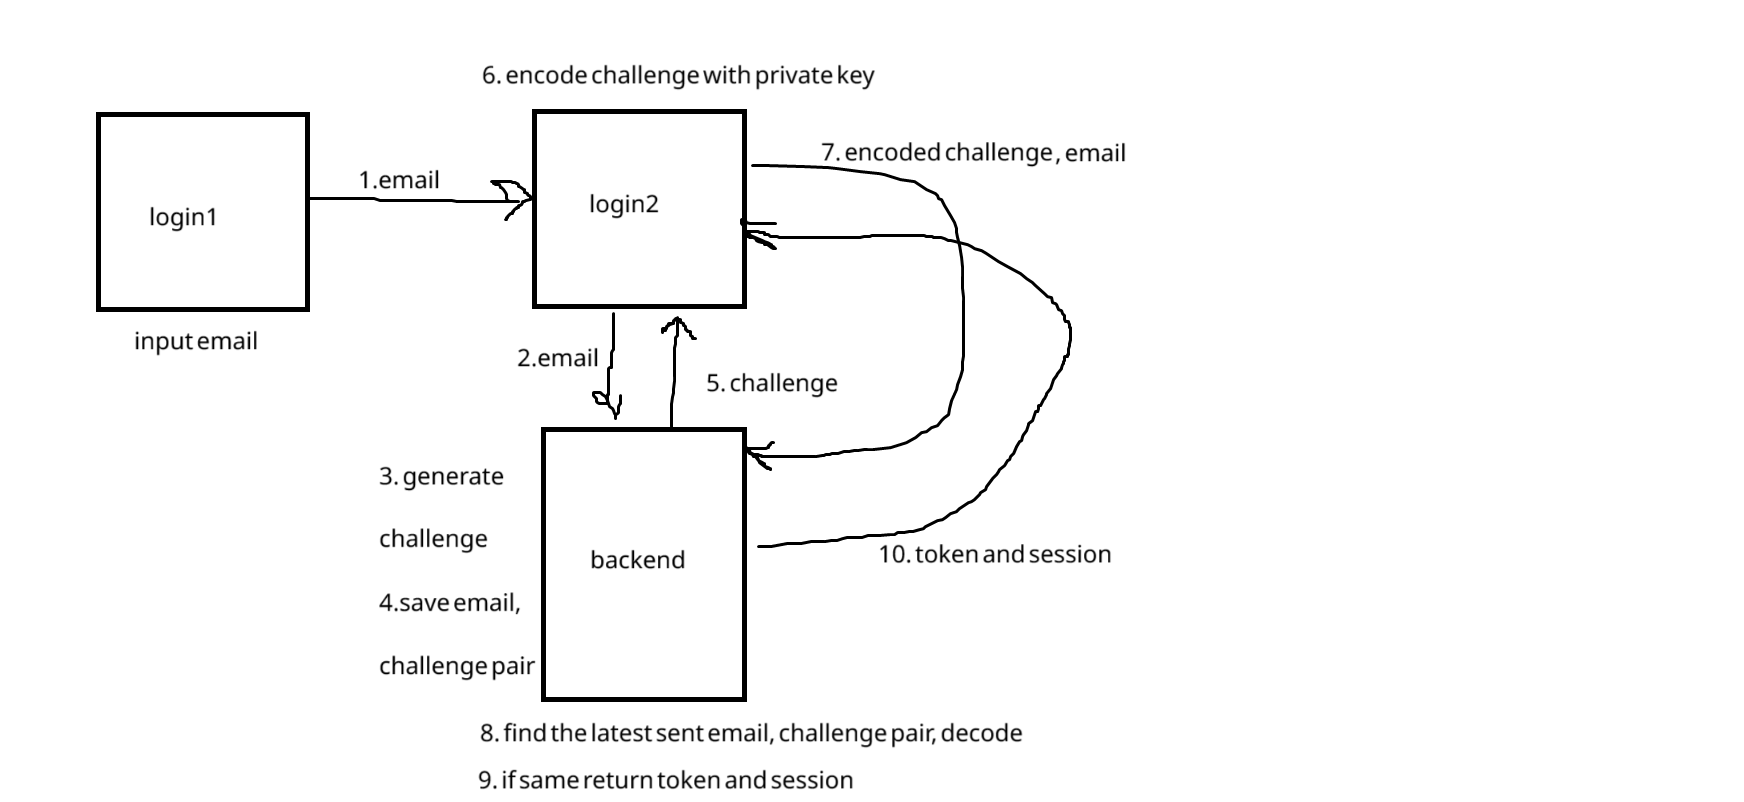 6. encode challenge with private key
7. encoded challenge, email
1.email
login1
login2
input email
2.email
5. challenge
3. generate
challenge
4.save email,
challenge pair
backend
10. token and session
8. find the latest sent email, challenge pair, decode
9. if same return token and session